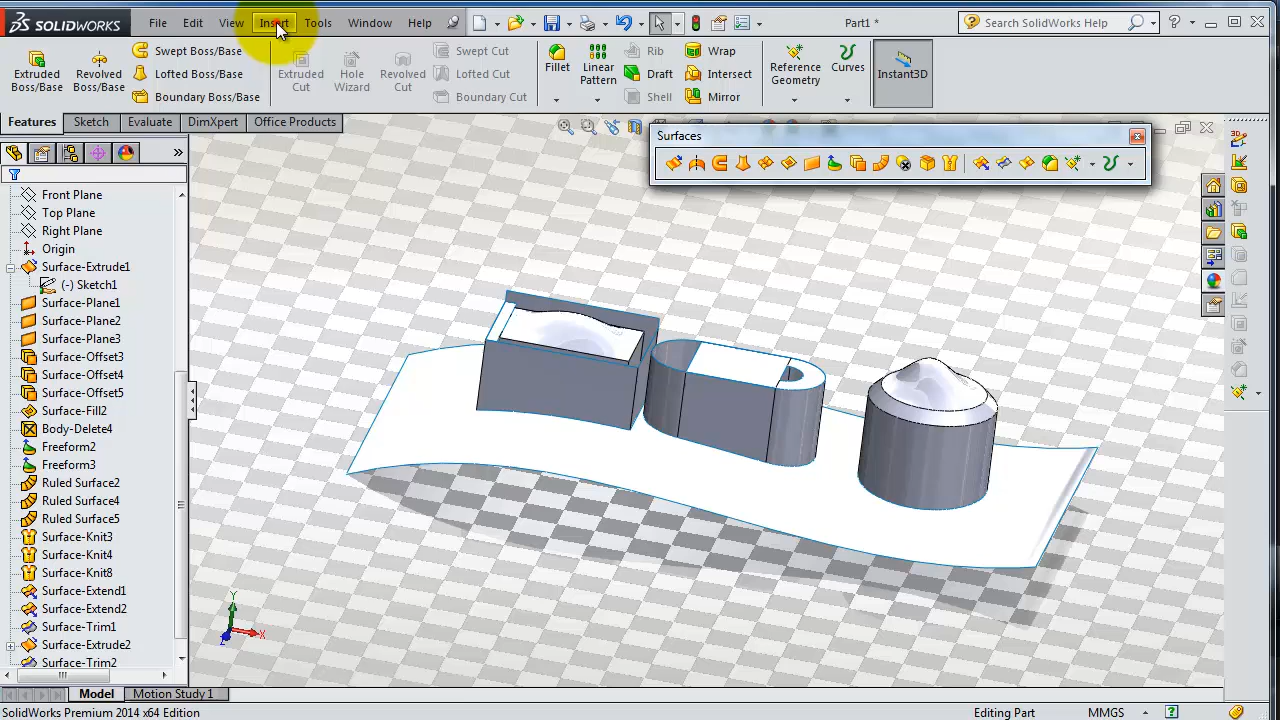 SOLIDWORKS File Edit View Insert Tools Window Help Part1 * Search SolidWorks Help
Extruded Boss/Base
Revolved Boss/Base
Swept Boss/Base
Lofted Boss/Base
Boundary Boss/Base
Extruded Cut
Hole Wizard
Revolved Cut
Swept Cut
Lofted Cut
Boundary Cut
Fillet
Linear Pattern
Rib
Draft
Shell
Wrap
Intersect
Mirror
Reference Geometry
Curves
Instant3D
Features Sketch Evaluate DimXpert Office Products
Surfaces
Front Plane
Top Plane
Right Plane
Origin
Surface-Extrude1
(-) Sketch1
Surface-Plane1
Surface-Plane2
Surface-Plane3
Surface-Offset3
Surface-Offset4
Surface-Offset5
Surface-Fill2
Body-Delete4
Freeform2
Freeform3
Ruled Surface2
Ruled Surface4
Ruled Surface5
Surface-Knit3
Surface-Knit4
Surface-Knit8
Surface-Extend1
Surface-Extend2
Surface-Trim1
Surface-Extrude2
Surface-Trim2
Y
X
Z
Model Motion Study 1
SolidWorks Premium 2014 x64 Edition Editing Part MMGS